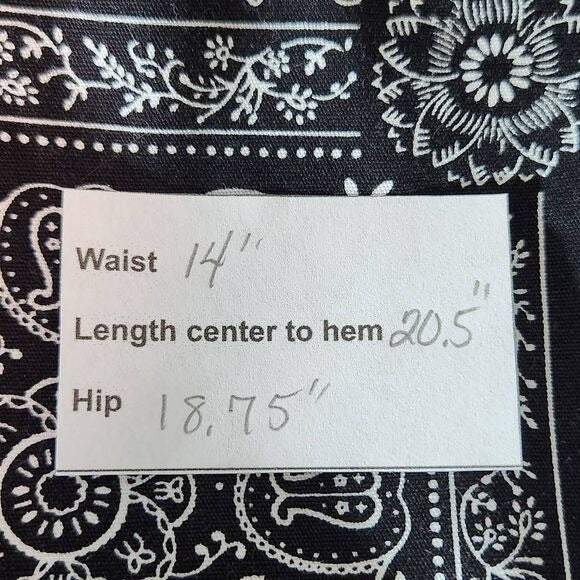 Waist 14"
Length center to hem 20.5"
Hip 18.75"